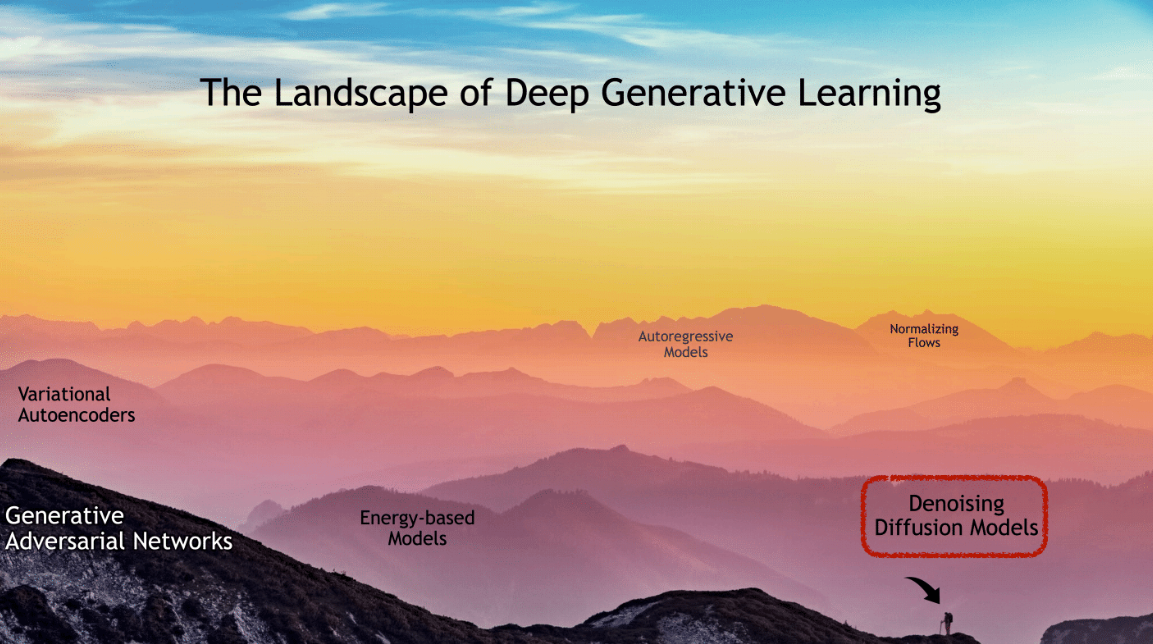 The Landscape of Deep Generative Learning
Autoregressive
Models
Normalizing
Flows
Variational
Autoencoders
Generative
Adversarial Networks
Energy-based
Models
Denoising
Diffusion Models